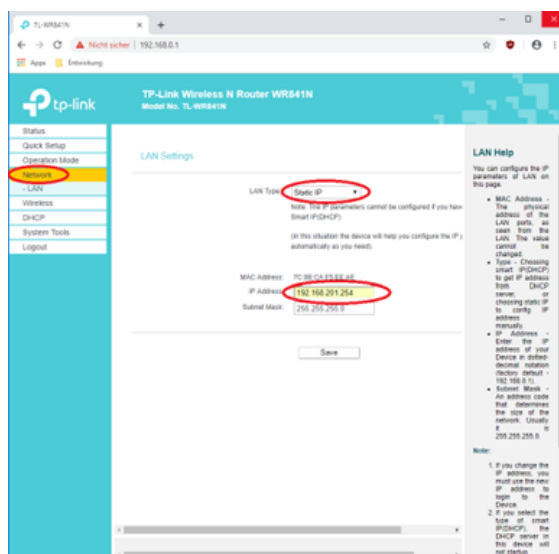 TL-WR841N
Nicht sicher | 192.168.0.1
Apps
Entwicklung
tp-link
TP-Link Wireless N Router WR841N
Model No. TL-WR841N
Status
Quick Setup
Operation Mode
Network
- LAN
Wireless
DHCP
System Tools
Logout
LAN Settings
LAN Type:
Static IP
Note: The IP parameters cannot be configured if you have
Smart IP(DHCP)
(In this situation the device will help you configure the IP
automatically as you need).
MAC Address:
IP Address:
192.168.201.254
Subnet Mask:
255.255.255.0
Save
LAN Help
You can configure the IP
parameters of LAN on
this page.
MAC Address -
The physical
address of the
LAN ports, as
seen from the
LAN. The value
cannot be
changed.
Type - Choosing
smart IP(DHCP)
to get IP address
from DHCP
server, or
choosing static IP
to config IP
address
manually.
IP Address -
Enter the IP
address of your
Device in dotted-
decimal notation
(factory default -
192.168.0.1).
Subnet Mask -
An address code
that determines
the size of the
network. Usually
it is
255.255.255.0.
Note:
1. If you change the
IP address, you
must use the new
IP address to
login to the
Device.
2. If you select the
type of smart
IP(DHCP), the
DHCP server in
this device will
not startup